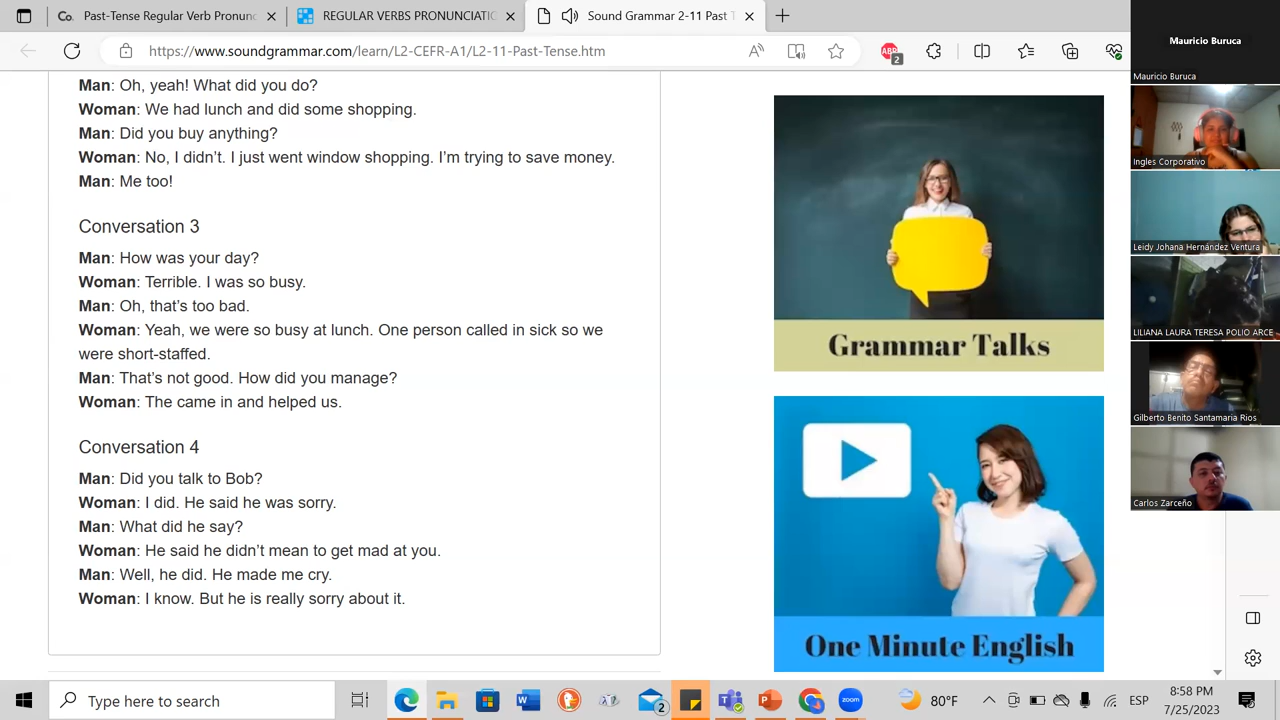 Past-Tense Regular Verb Pronunc
REGULAR VERBS PRONUNCIATIO
Sound Grammar 2-11 Past T
https://www.soundgrammar.com/learn/L2-CEFR-A1/L2-11-Past-Tense.htm
ABP
2
Man: Oh, yeah! What did you do?
Woman: We had lunch and did some shopping.
Man: Did you buy anything?
Woman: No, I didn't. I just went window shopping. I'm trying to save money.
Man: Me too!
Conversation 3
Man: How was your day?
Woman: Terrible. I was so busy.
Man: Oh, that's too bad.
Woman: Yeah, we were so busy at lunch. One person called in sick so we
were short-staffed.
Man: That's not good. How did you manage?
Woman: The came in and helped us.
Conversation 4
Man: Did you talk to Bob?
Woman: I did. He said he was sorry.
Man: What did he say?
Woman: He said he didn't mean to get mad at you.
Man: Well, he did. He made me cry.
Woman: I know. But he is really sorry about it.
Grammar Talks
One Minute English
Mauricio Buruca
Mauricio Buruca
Ingles Corporativo
Leidy Johana Hernández Ventura
LILIANA LAURA TERESA POLIO ARCE
Gilberto Benito Santamaria Rios
Carlos Zarceño
Type here to search
2
zoom
80°F
ESP
8:58 PM
7/25/2023